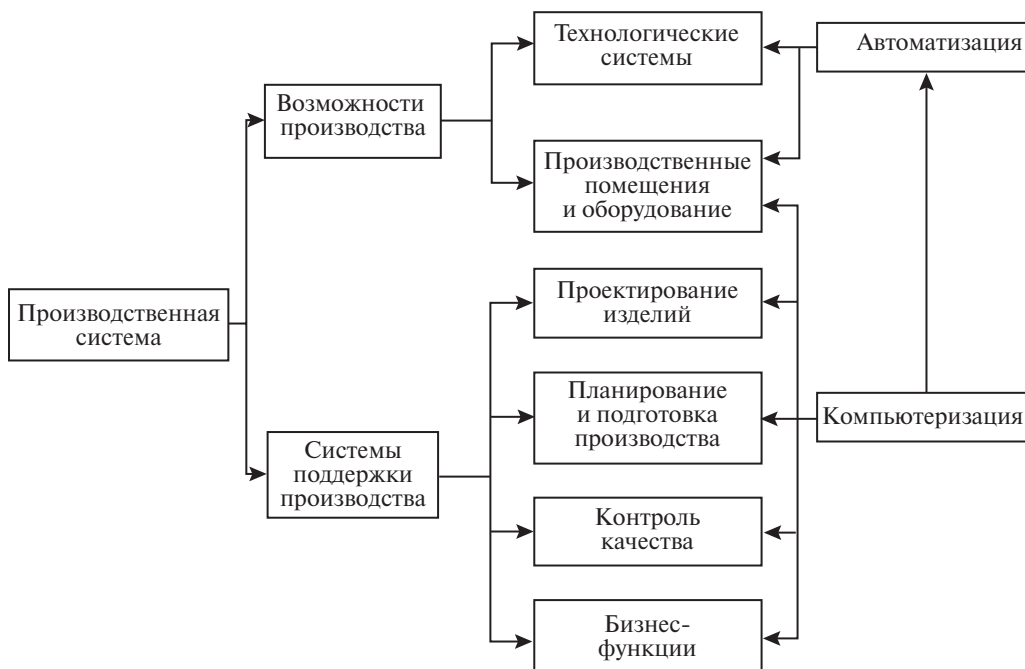 Технологические
системы
Автоматизация
Возможности
производства
Производственные
помещения
и оборудование
Производственная
система
Проектирование
изделий
Планирование
и подготовка
производства
Компьютеризация
Системы
поддержки
производства
Контроль
качества
Бизнес-
функции